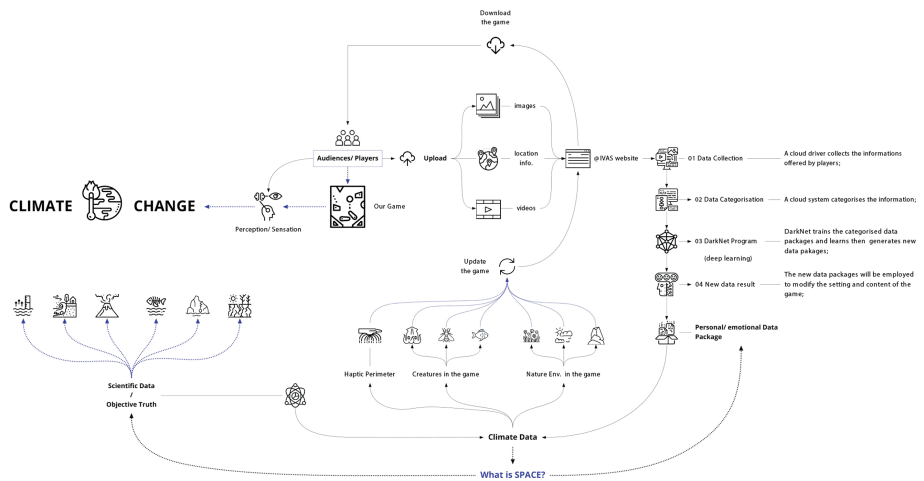 Download
the game
images
Audiences/ Players
Upload
location
info.
@IVAS website
01 Data Collection
A cloud driver collects the informations
offered by players;
CLIMATE CHANGE
Perception/ Sensation
Our Game
videos
02 Data Categorisation
A cloud system categorises the information;
03 DarkNet Program
(deep learning)
DarkNet trains the categorised data
packages and learns then generates new
data pakages;
Update
the game
04 New data result
The new data packages will be employed
to modify the setting and content of the
game;
Personal/ emotional Data
Package
Haptic Perimeter
Creatures in the game
Nature Env. in the game
Scientific Data
/
Objective Truth
Climate Data
What is SPACE?